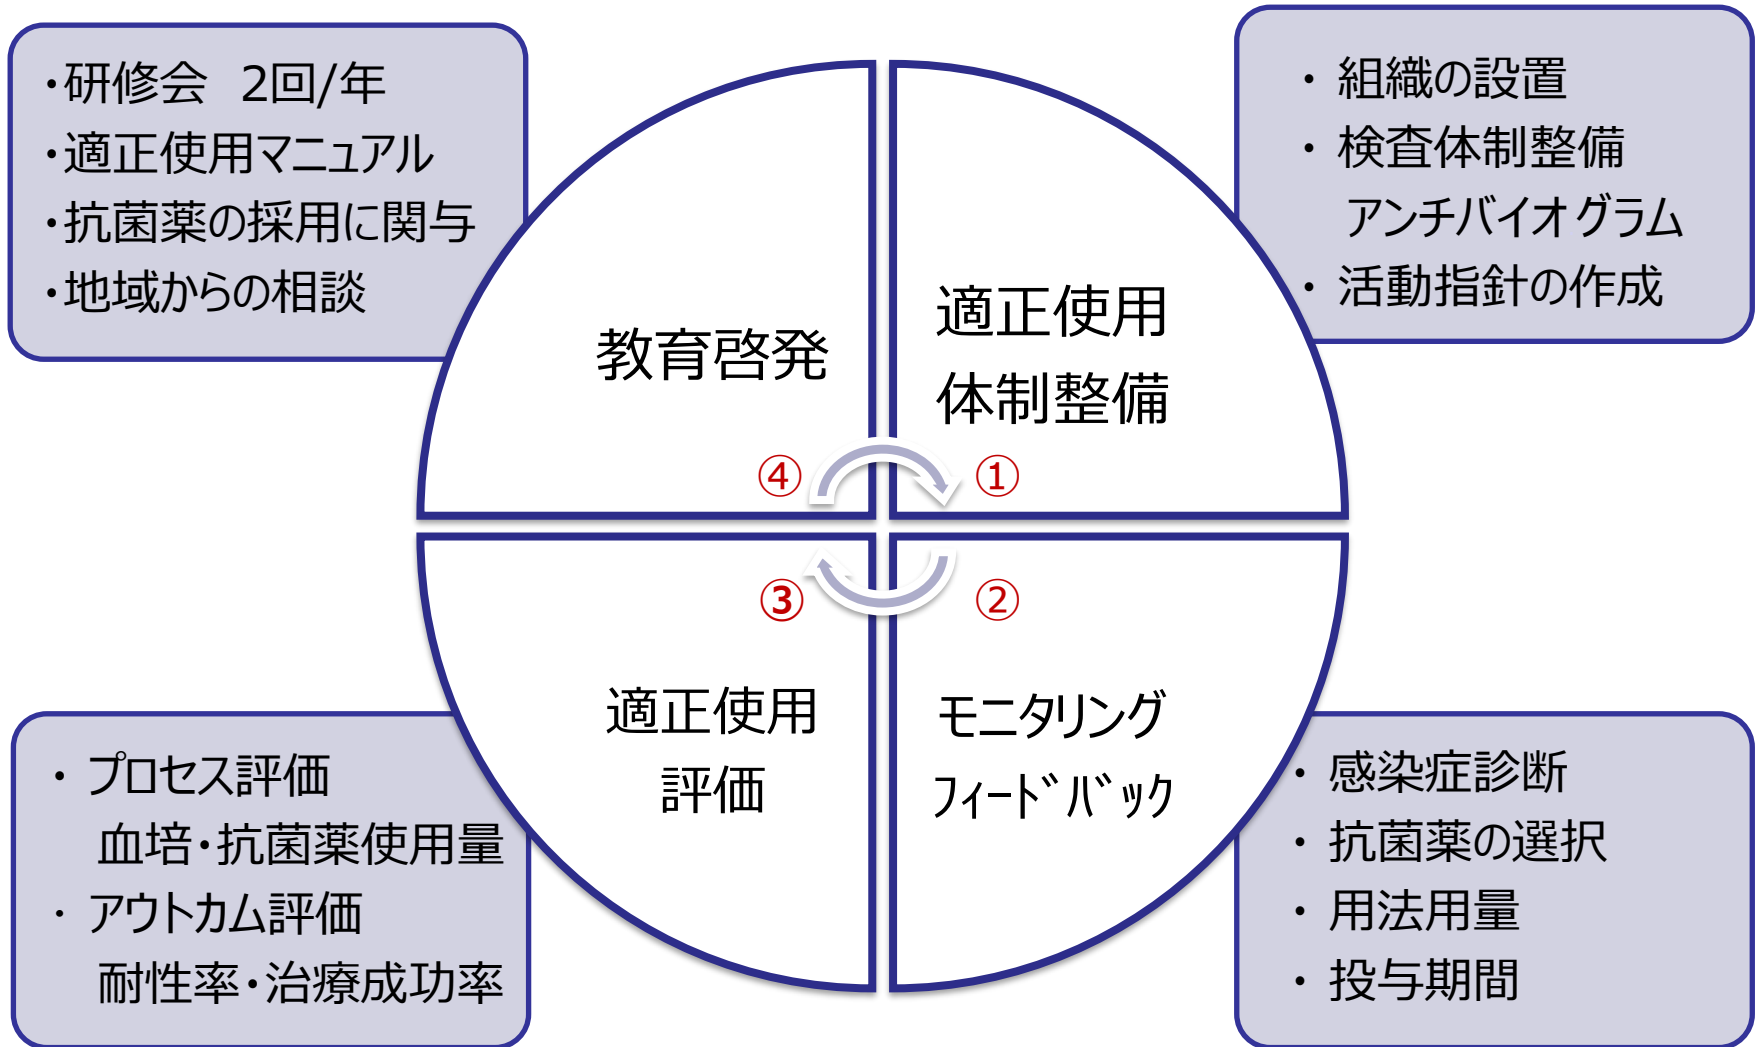 ・研修会　2回/年
・適正使用マニュアル
・抗菌薬の採用に関与
・地域からの相談
・ 組織の設置
・ 検査体制整備
アンチバイオグラム
・ 活動指針の作成
教育啓発
適正使用
体制整備
④
①
③
②
適正使用
評価
モニタリング
フィードバック
・ プロセス評価
血培・抗菌薬使用量
・ アウトカム評価
耐性率・治療成功率
・ 感染症診断
・ 抗菌薬の選択
・ 用法用量
・ 投与期間